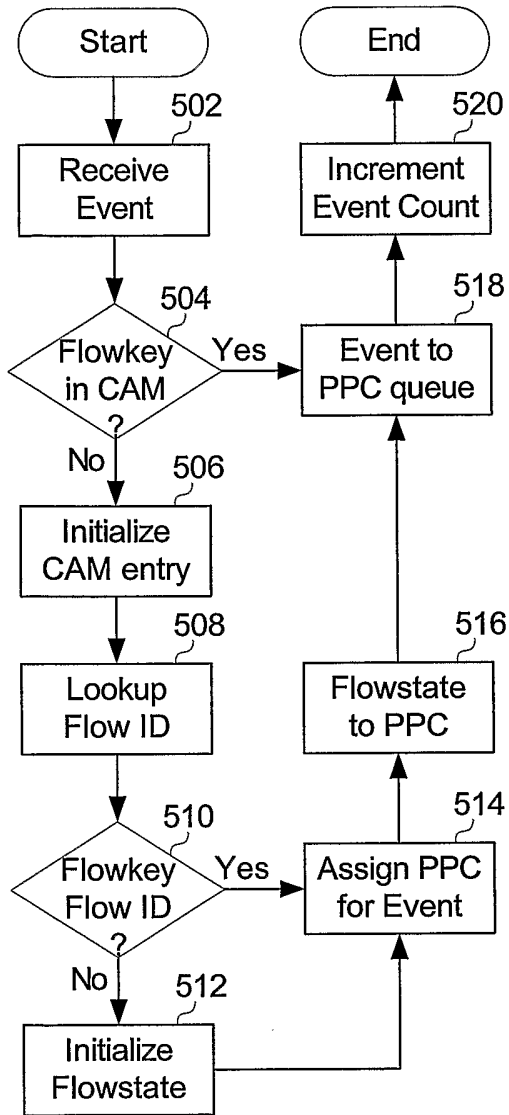 Start
502
Receive
Event
504
Flowkey
in CAM
?
Yes
No
506
Initialize
CAM entry
508
Lookup
Flow ID
510
Flowkey
Flow ID
?
Yes
No
512
Initialize
Flowstate
514
Assign PPC
for Event
516
Flowstate
to PPC
518
Event to
PPC queue
520
Increment
Event Count
End